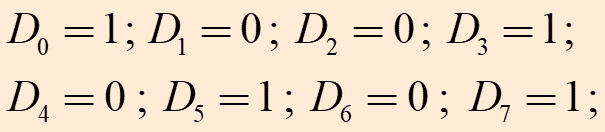 D₀ = 1; D₁ = 0; D₂ = 0; D₃ = 1;
D₄ = 0; D₅ = 1; D₆ = 0; D₇ = 1;